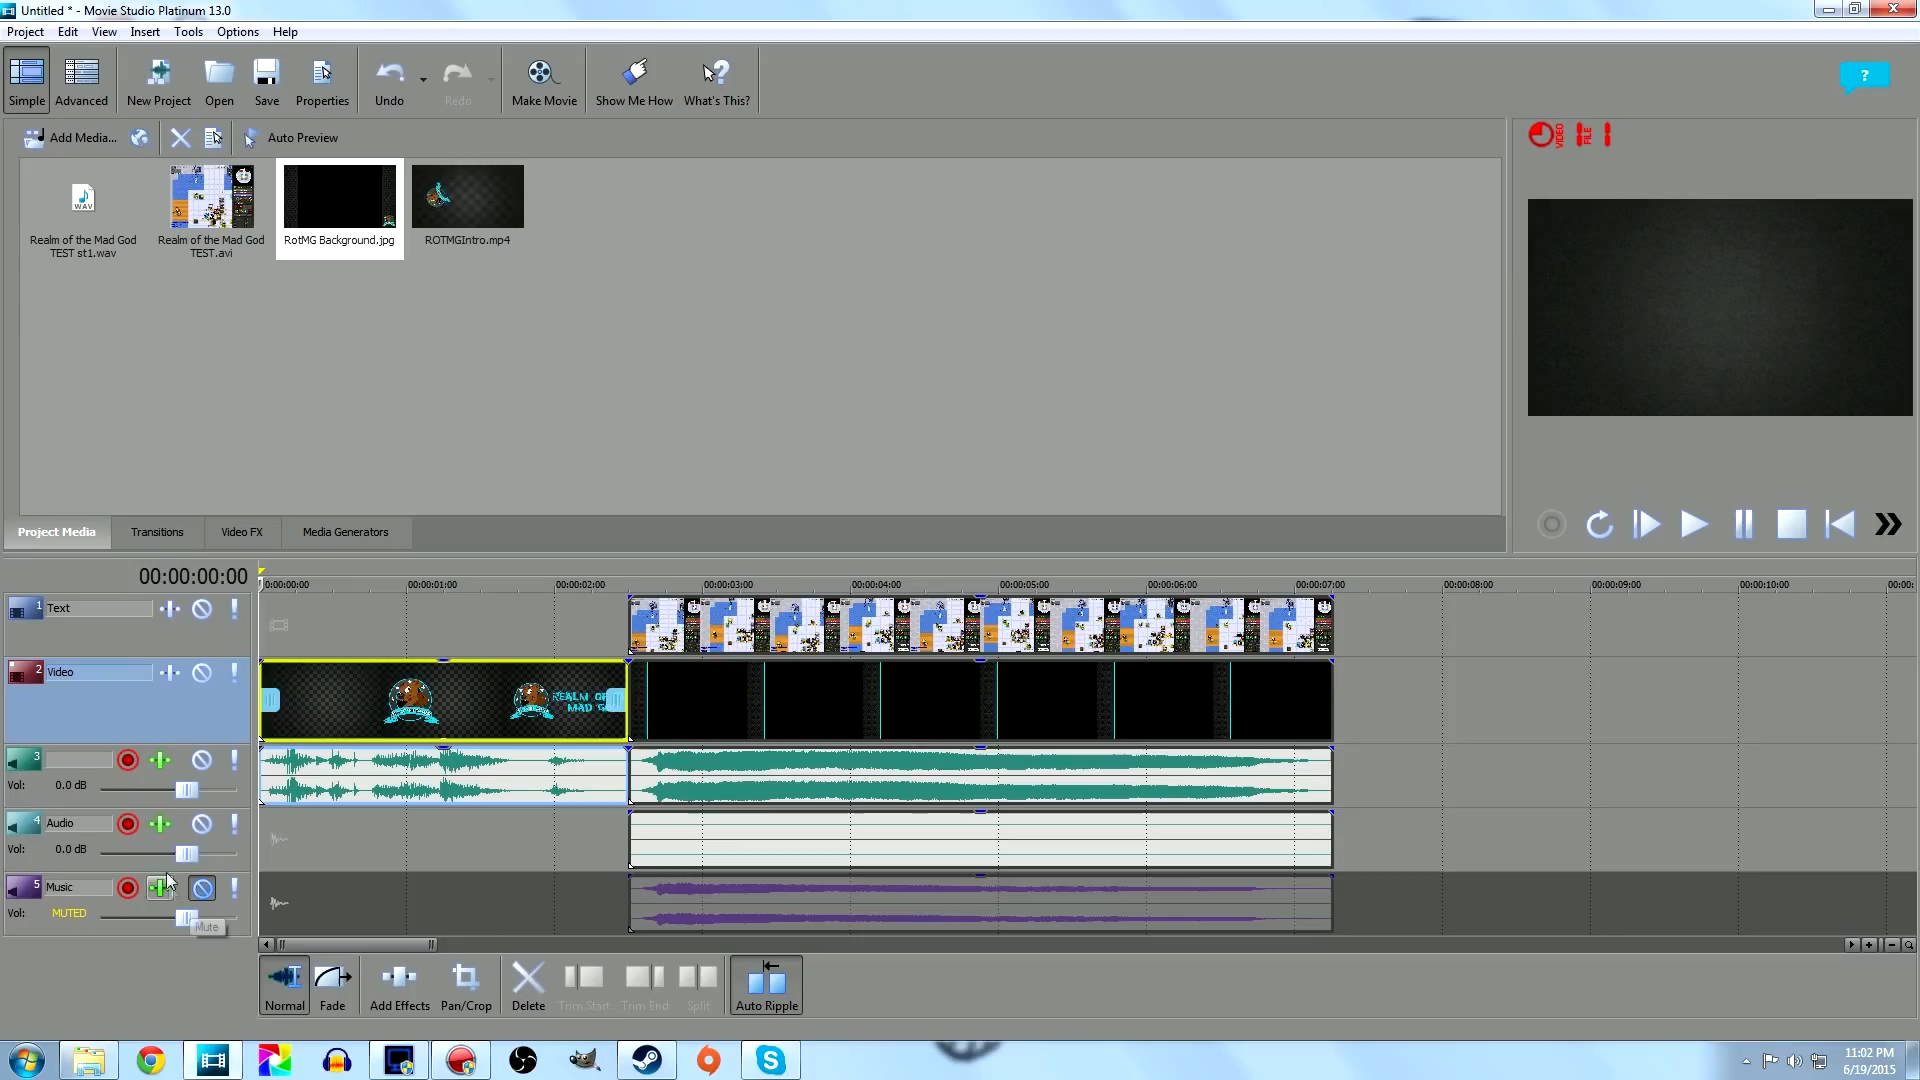 Untitled * - Movie Studio Platinum 13.0
Project Edit View Insert Tools Options Help
Simple Advanced New Project Open Save Properties Undo Redo Make Movie Show Me How What's This?
?
Add Media... Auto Preview
VIDEO FILE
WAV
Realm of the Mad God TEST st1.wav
Realm of the Mad God TEST.avi
RotMG Background.jpg
ROTMGIntro.mp4
Project Media Transitions Video FX Media Generators
00:00:00:00
0:00:00:00 00:00:01:00 00:00:02:00 00:00:03:00 00:00:04:00 00:00:05:00 00:00:06:00 00:00:07:00 00:00:08:00 00:00:09:00 00:00:10:00 00:00:
1 Text
2 Video
REALM OF
MAD G
3
Vol: 0.0 dB
4 Audio
Vol: 0.0 dB
5 Music
Vol: MUTED
Mute
Normal Fade Add Effects Pan/Crop Delete Trim Start Trim End Split Auto Ripple
11:02 PM
6/19/2015